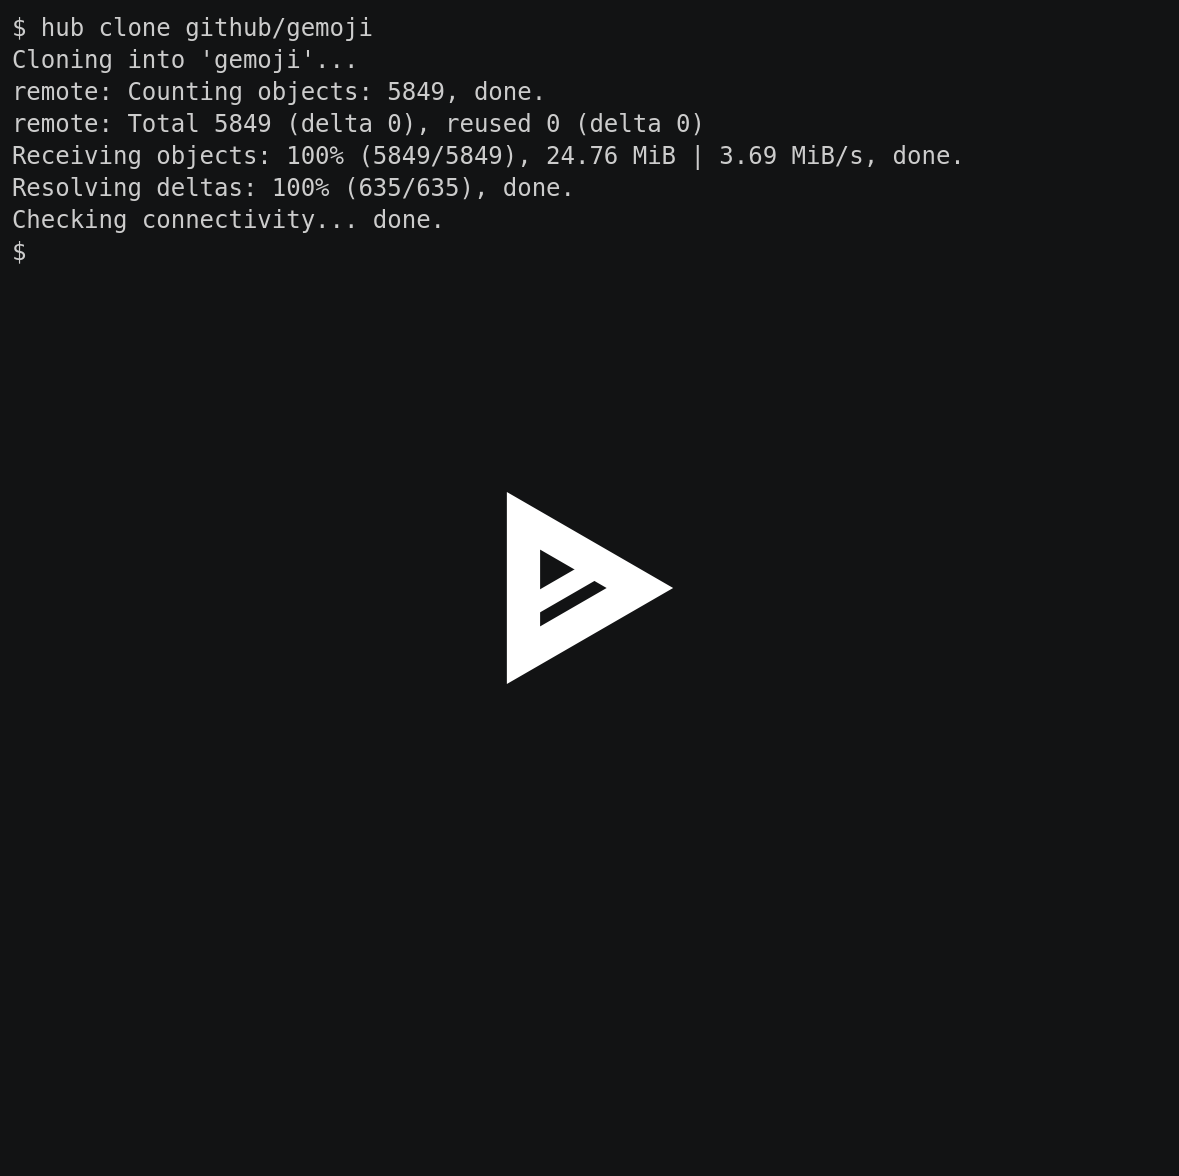 $ hub clone github/gemoji
Cloning into 'gemoji'...
remote: Counting objects: 5849, done.
remote: Total 5849 (delta 0), reused 0 (delta 0)
Receiving objects: 100% (5849/5849), 24.76 MiB | 3.69 MiB/s, done.
Resolving deltas: 100% (635/635), done.
Checking connectivity... done.
$